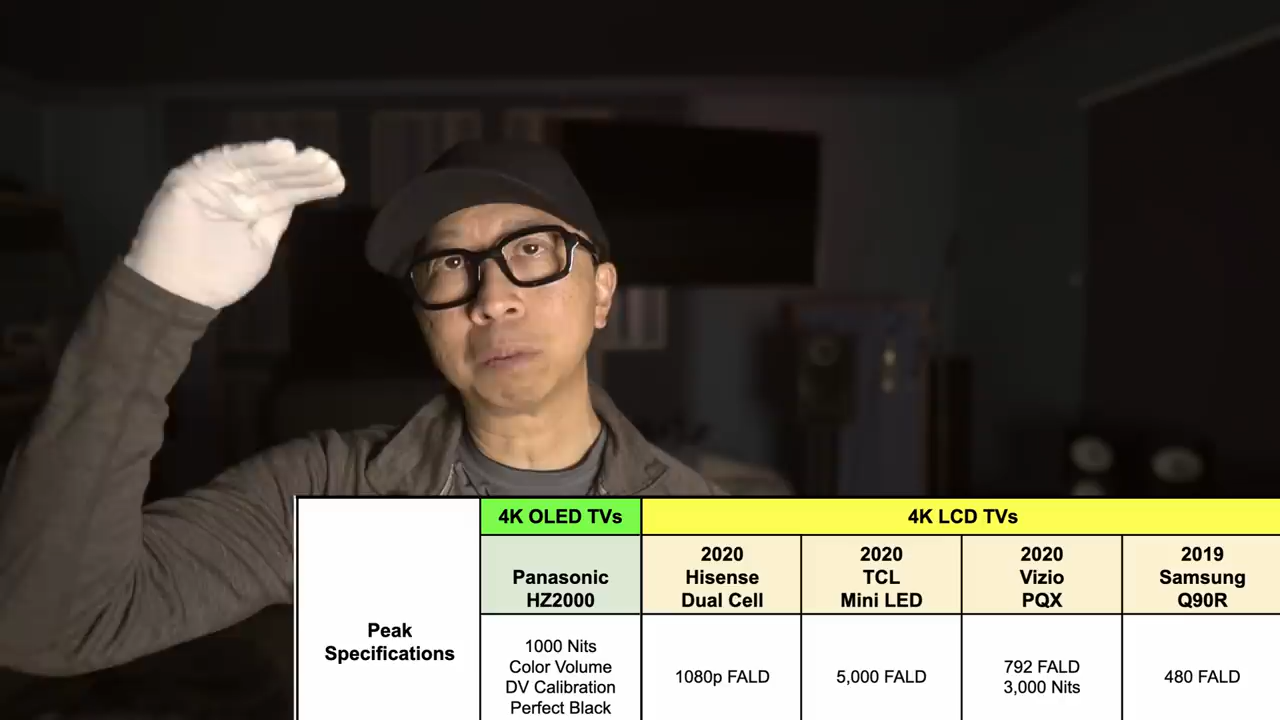 4K OLED TVs
4K LCD TVs
Panasonic
HZ2000
2020
Hisense
Dual Cell
2020
TCL
Mini LED
2020
Vizio
PQX
2019
Samsung
Q90R
Peak
Specifications
1000 Nits
Color Volume
DV Calibration
Perfect Black
1080p FALD
5,000 FALD
792 FALD
3,000 Nits
480 FALD